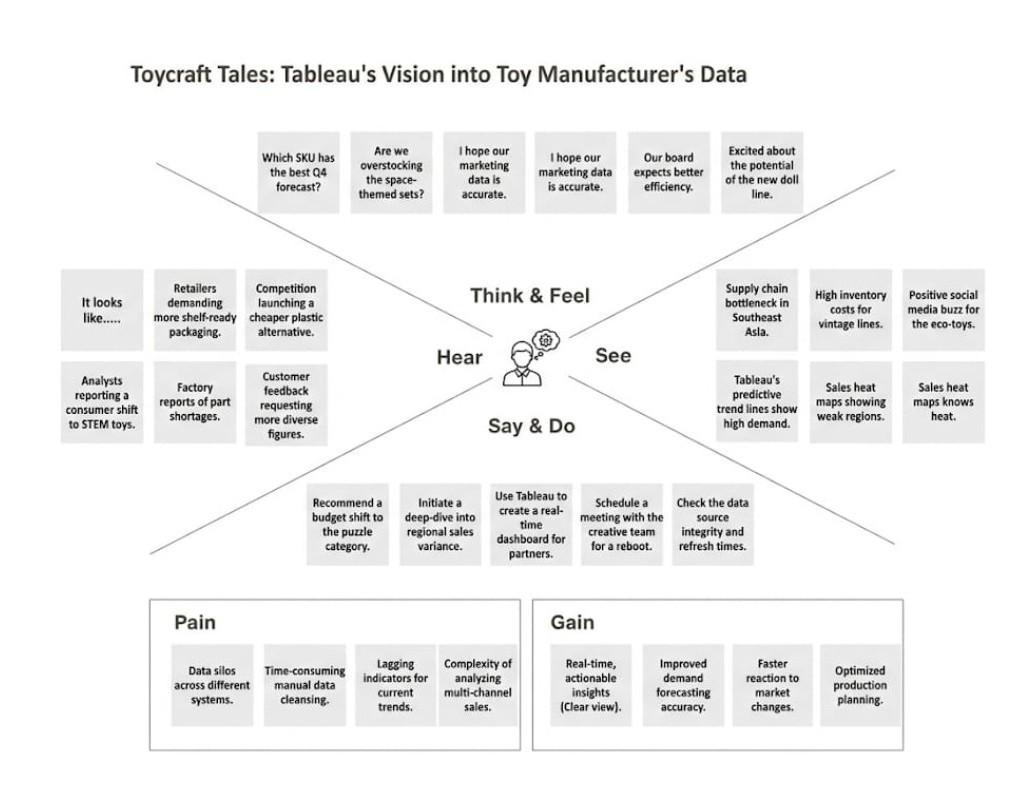 Toycraft Tales: Tableau's Vision into Toy Manufacturer's Data
Which SKU has
the best Q4
forecast?
Are we
overstocking
the space-
themed sets?
I hope our
marketing
data is
accurate.
I hope our
marketing data
is accurate.
Our board
expects better
efficiency.
Excited about
the potential
of the new doll
line.
Think & Feel
Hear
See
Say & Do
It looks
like.....
Retailers
demanding
more shelf-ready
packaging.
Competition
launching a
cheaper plastic
alternative.
Analysts
reporting a
consumer shift
to STEM toys.
Factory
reports of part
shortages.
Customer
feedback
requesting
more diverse
figures.
Supply chain
bottleneck in
Southeast
Asla.
High inventory
costs for
vintage lines.
Positive social
media buzz for
the eco-toys.
Tableau's
predictive
trend lines show
high demand.
Sales heat
maps showing
weak regions.
Sales heat
maps knows
heat.
Recommend a
budget shift to
the puzzle
category.
Initiate a
deep-dive into
regional sales
variance.
Use Tableau to
create a real-
time
dashboard for
partners.
Schedule a
meeting with the
creative team
for a reboot.
Check the data
source
integrity and
refresh times.
Pain
Data silos
across different
systems.
Time-consuming
manual data
cleansing.
Lagging
indicators for
current
trends.
Complexity of
analyzing
multi-channel
sales.
Gain
Real-time,
actionable
insights
(Clear view).
Improved
demand
forecasting
accuracy.
Faster
reaction to
market
changes.
Optimized
production
planning.